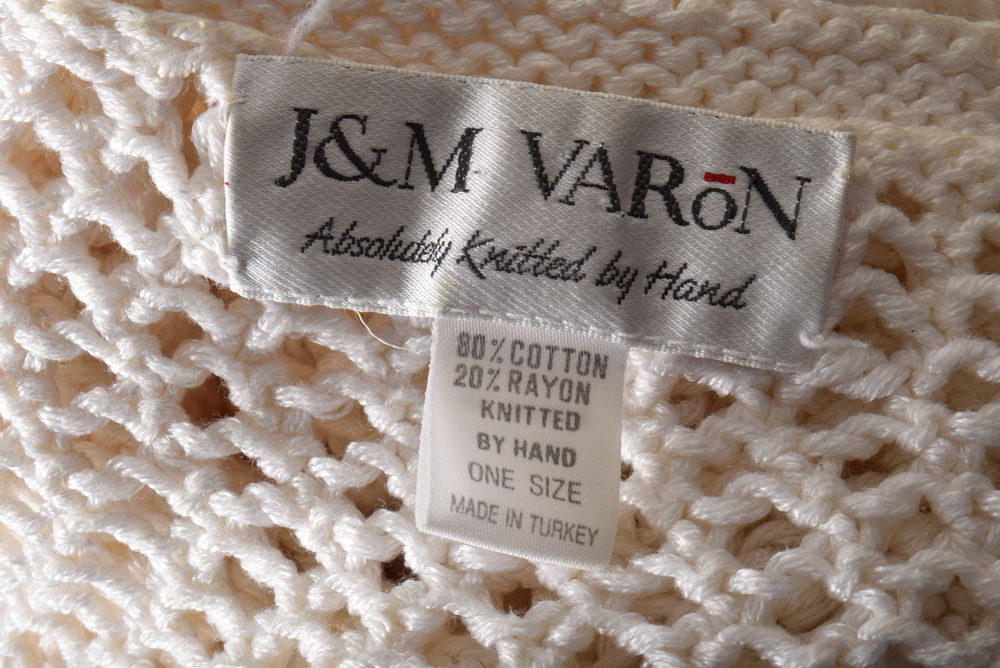 J&M VARōN
Absolutely Knitted by Hand
80% COTTON
20% RAYON
KNITTED
BY HAND
ONE SIZE
MADE IN TURKEY